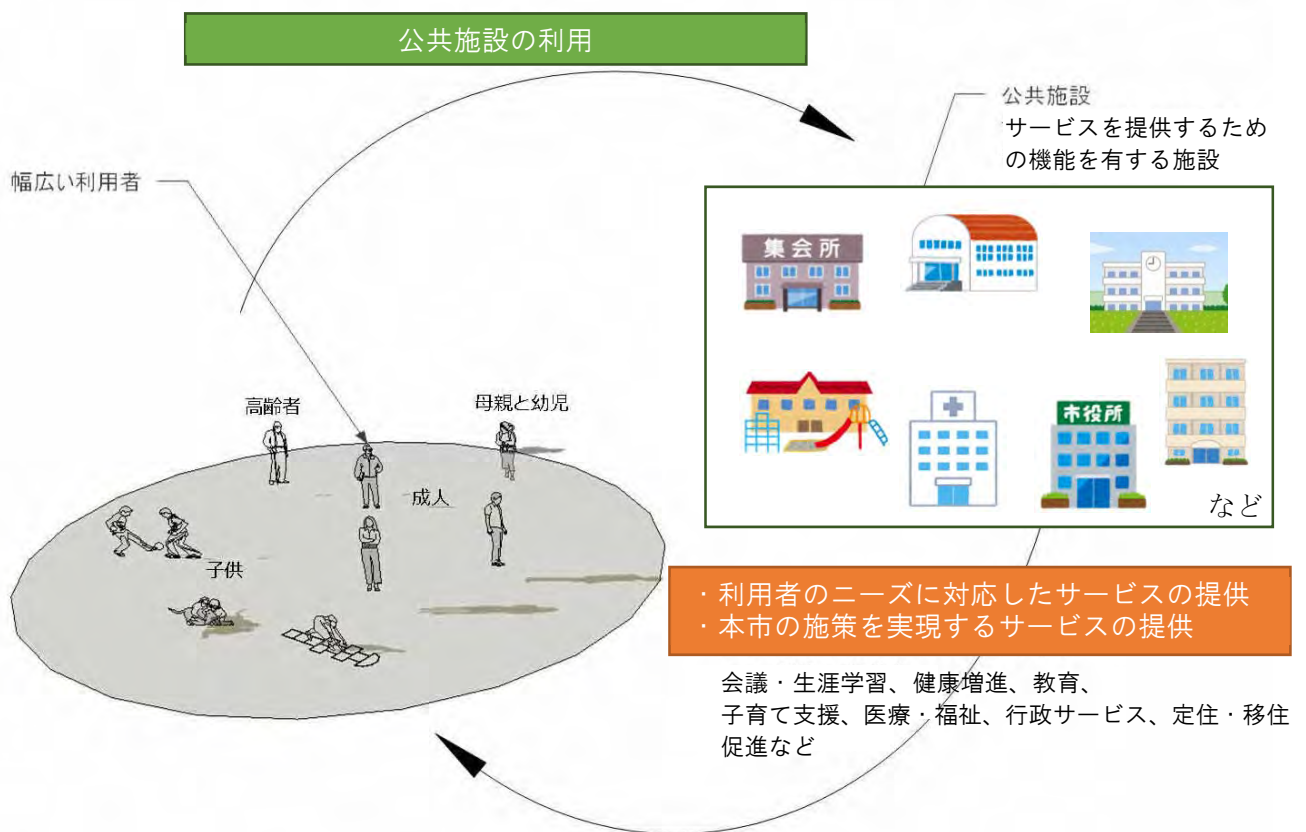 公共施設の利用
公共施設
サービスを提供するため
の機能を有する施設
幅広い利用者
集会所
市役所
など
高齢者
母親と幼児
成人
子供
・利用者のニーズに対応したサービスの提供
・本市の施策を実現するサービスの提供
会議・生涯学習、健康増進、教育、
子育て支援、医療・福祉、行政サービス、定住・移住
促進など